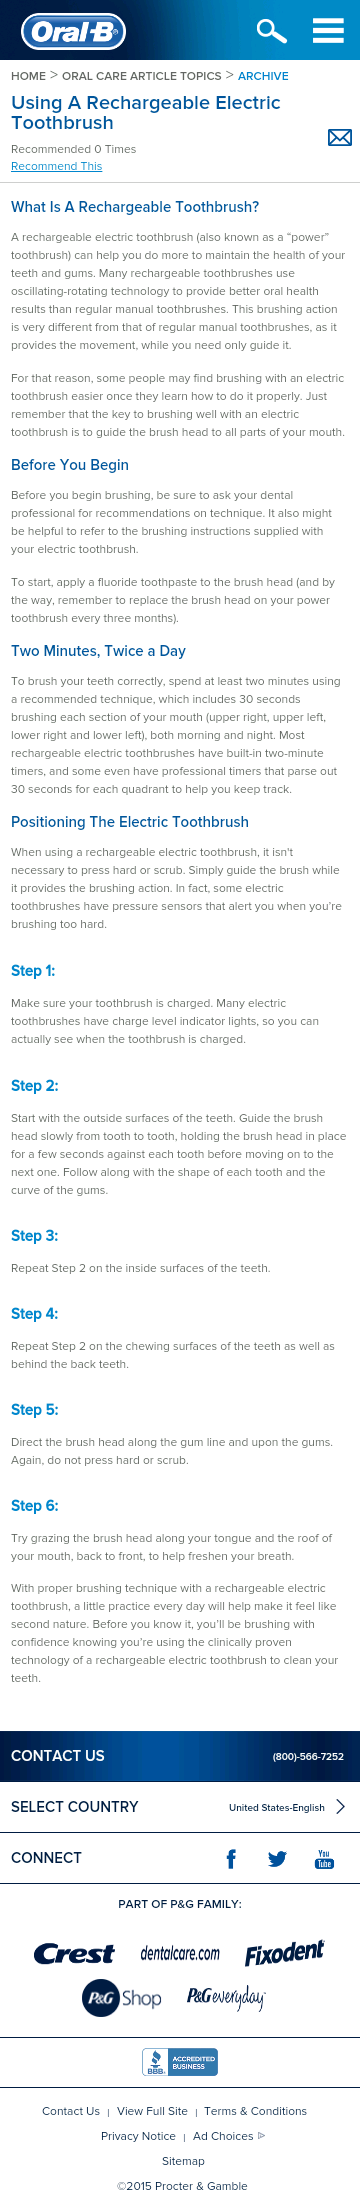 Oral-B
HOME > ORAL CARE ARTICLE TOPICS > ARCHIVE
Using A Rechargeable Electric
Toothbrush
Recommended 0 Times
Recommend This
What Is A Rechargeable Toothbrush?
A rechargeable electric toothbrush (also known as a “power”
toothbrush) can help you do more to maintain the health of your
teeth and gums. Many rechargeable toothbrushes use
oscillating-rotating technology to provide better oral health
results than regular manual toothbrushes. This brushing action
is very different from that of regular manual toothbrushes, as it
provides the movement, while you need only guide it.
For that reason, some people may find brushing with an electric
toothbrush easier once they learn how to do it properly. Just
remember that the key to brushing well with an electric
toothbrush is to guide the brush head to all parts of your mouth.
Before You Begin
Before you begin brushing, be sure to ask your dental
professional for recommendations on technique. It also might
be helpful to refer to the brushing instructions supplied with
your electric toothbrush.
To start, apply a fluoride toothpaste to the brush head (and by
the way, remember to replace the brush head on your power
toothbrush every three months).
Two Minutes, Twice a Day
To brush your teeth correctly, spend at least two minutes using
a recommended technique, which includes 30 seconds
brushing each section of your mouth (upper right, upper left,
lower right and lower left), both morning and night. Most
rechargeable electric toothbrushes have built-in two-minute
timers, and some even have professional timers that parse out
30 seconds for each quadrant to help you keep track.
Positioning The Electric Toothbrush
When using a rechargeable electric toothbrush, it isn't
necessary to press hard or scrub. Simply guide the brush while
it provides the brushing action. In fact, some electric
toothbrushes have pressure sensors that alert you when you're
brushing too hard.
Step 1:
Make sure your toothbrush is charged. Many electric
toothbrushes have charge level indicator lights, so you can
actually see when the toothbrush is charged.
Step 2:
Start with the outside surfaces of the teeth. Guide the brush
head slowly from tooth to tooth, holding the brush head in place
for a few seconds against each tooth before moving on to the
next one. Follow along with the shape of each tooth and the
curve of the gums.
Step 3:
Repeat Step 2 on the inside surfaces of the teeth.
Step 4:
Repeat Step 2 on the chewing surfaces of the teeth as well as
behind the back teeth.
Step 5:
Direct the brush head along the gum line and upon the gums.
Again, do not press hard or scrub.
Step 6:
Try grazing the brush head along your tongue and the roof of
your mouth, back to front, to help freshen your breath.
With proper brushing technique with a rechargeable electric
toothbrush, a little practice every day will help make it feel like
second nature. Before you know it, you’ll be brushing with
confidence knowing you’re using the clinically proven
technology of a rechargeable electric toothbrush to clean your
teeth.
CONTACT US (800)-566-7252
SELECT COUNTRY United States-English
CONNECT You Tube
PART OF P&G FAMILY:
Crest dentalcare.com Fixodent
P&G Shop P&G everyday
BBB. ACCREDITED BUSINESS
Contact Us | View Full Site | Terms & Conditions
Privacy Notice | Ad Choices
Sitemap
©2015 Procter & Gamble